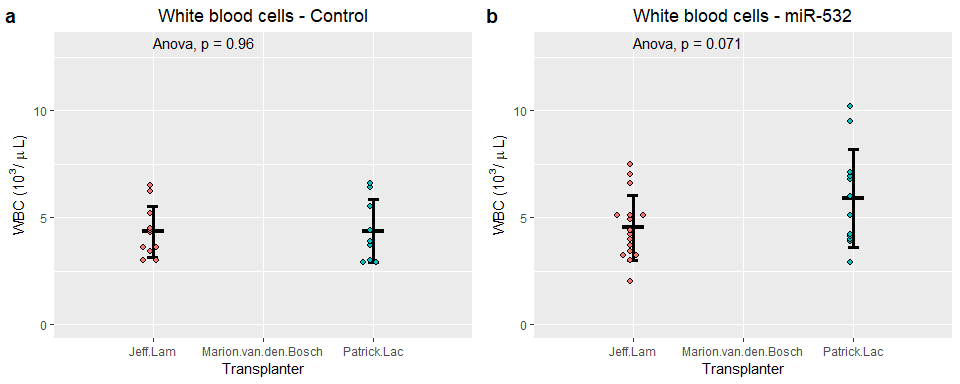 a
White blood cells - Control
Anova, p = 0.96
WBC (10³/ μ L)
10
5
0
Jeff.Lam Marion.van.den.Bosch Patrick.Lac
Transplanter
b
White blood cells - miR-532
Anova, p = 0.071
WBC (10³/ μ L)
10
5
0
Jeff.Lam Marion.van.den.Bosch Patrick.Lac
Transplanter